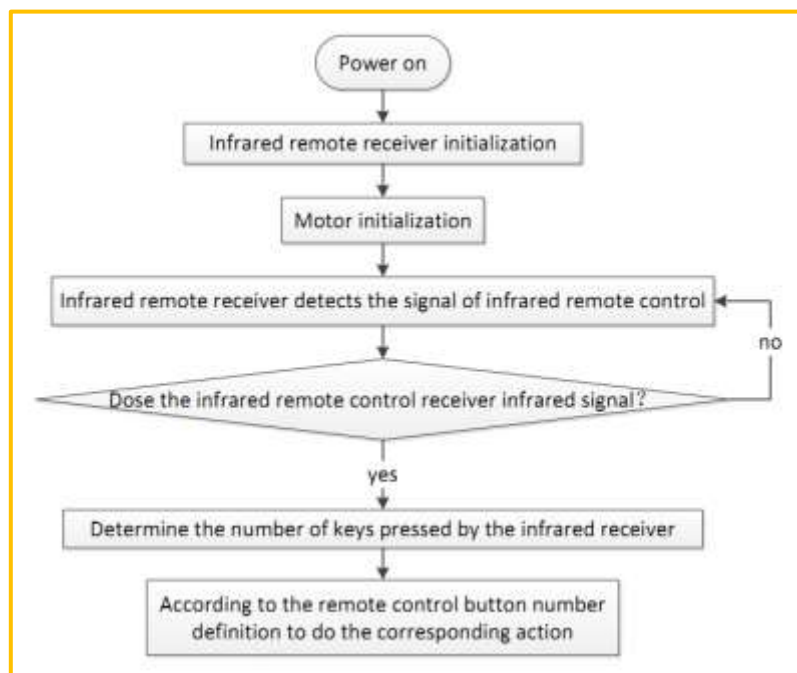 Power on
Infrared remote receiver initialization
Motor initialization
Infrared remote receiver detects the signal of infrared remote control
no
Dose the infrared remote control receiver infrared signal?
yes
Determine the number of keys pressed by the infrared receiver
According to the remote control button number
definition to do the corresponding action